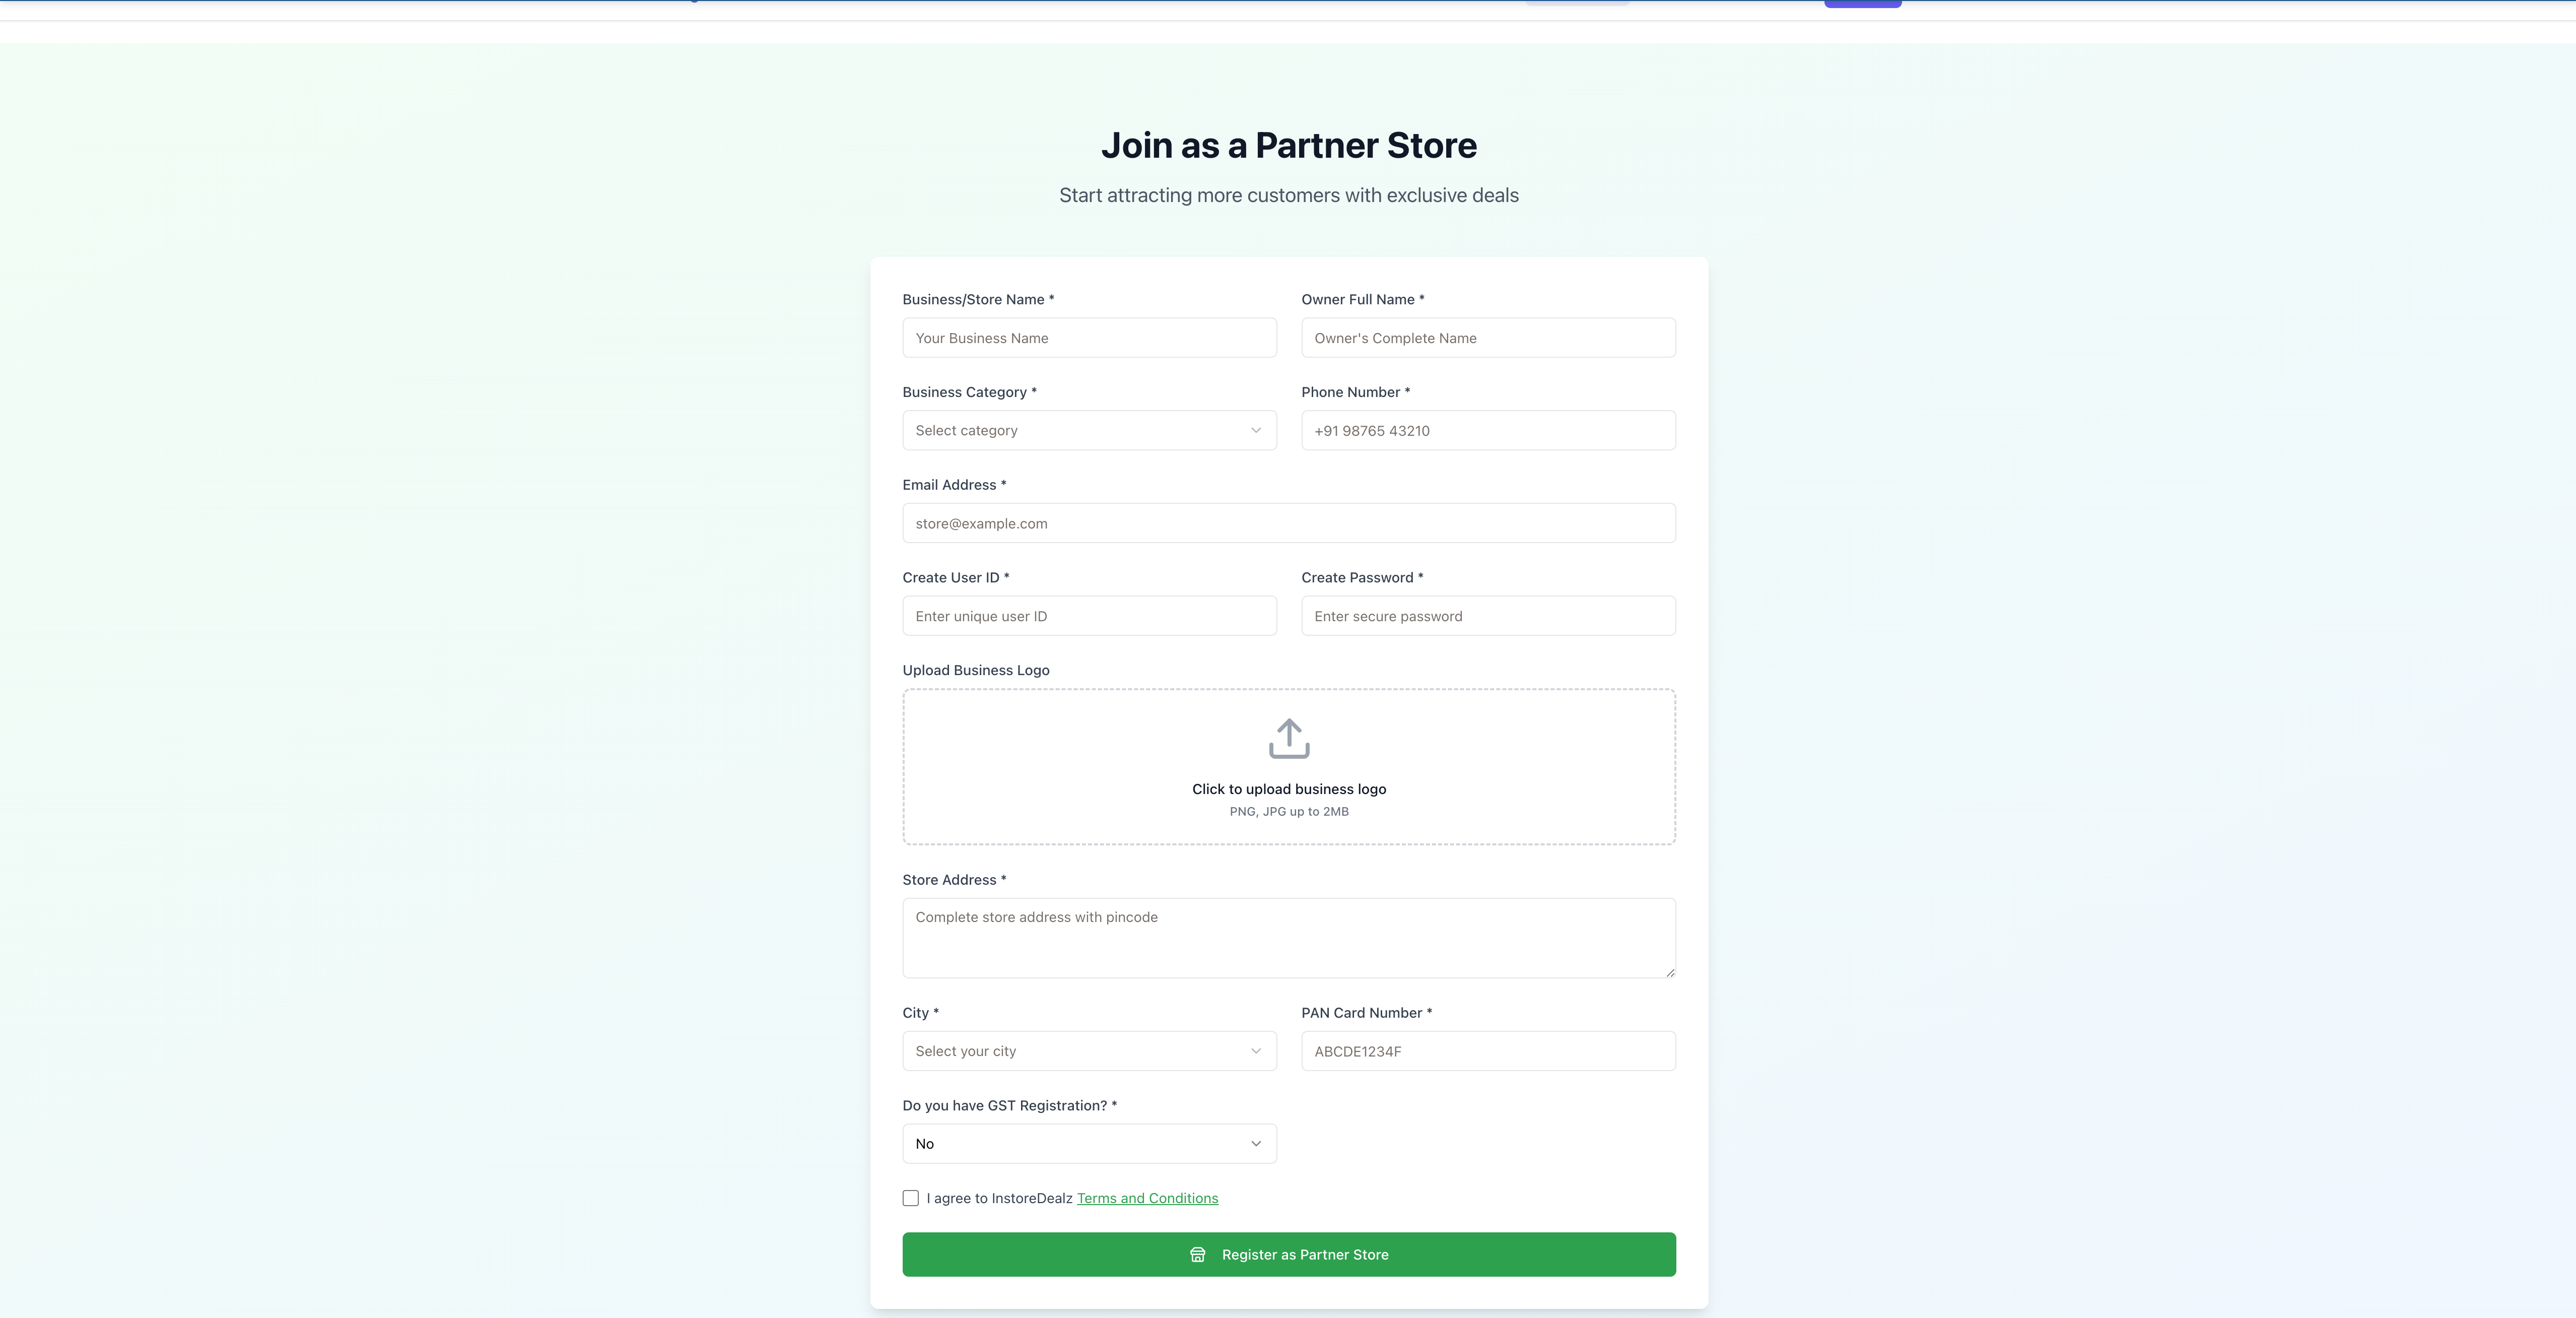 Join as a Partner Store
Start attracting more customers with exclusive deals
Business/Store Name *
Owner Full Name *
Your Business Name
Owner's Complete Name
Business Category *
Phone Number *
Select category
+91 98765 43210
Email Address *
store@example.com
Create User ID *
Create Password *
Enter unique user ID
Enter secure password
Upload Business Logo
Click to upload business logo
PNG, JPG up to 2MB
Store Address *
Complete store address with pincode
City *
PAN Card Number *
Select your city
ABCDE1234F
Do you have GST Registration? *
No
I agree to InstoreDealz Terms and Conditions
Register as Partner Store